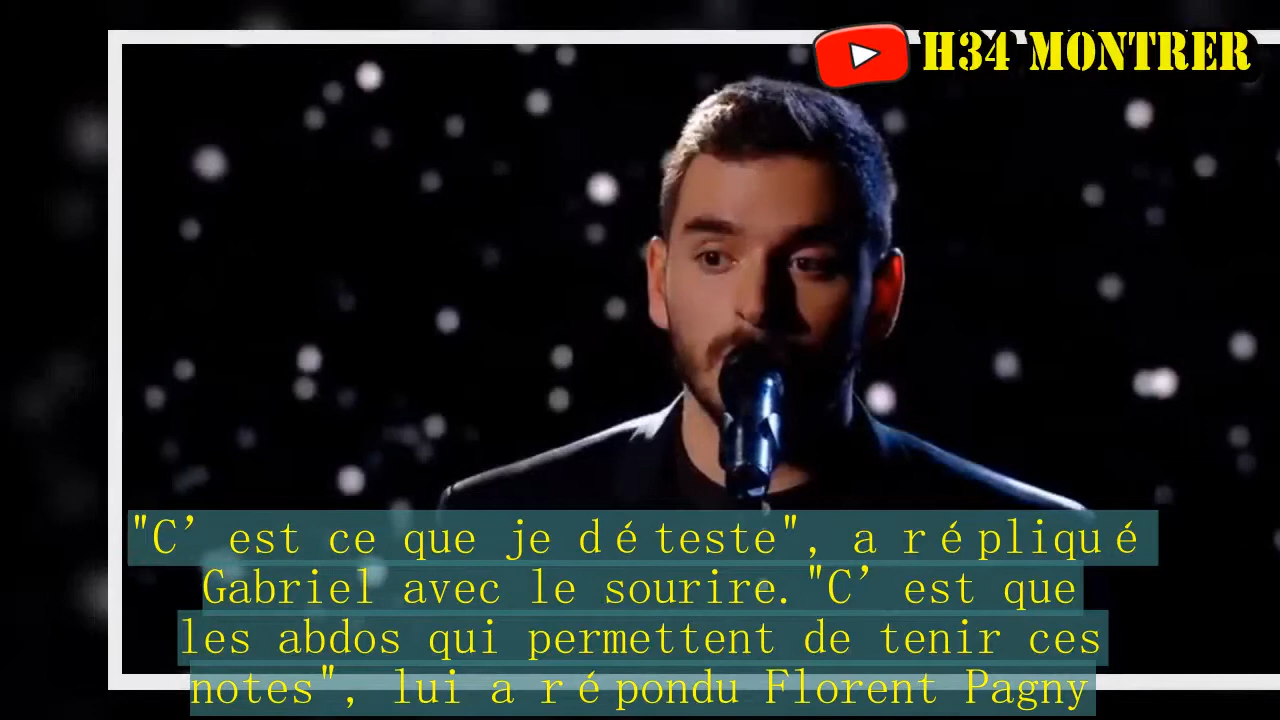 H34 MONTRER
"C’ est ce que je déteste", a répliqué
Gabriel avec le sourire. "C’ est que
les abdos qui permettent de tenir ces
notes", lui a répondu Florent Pagny